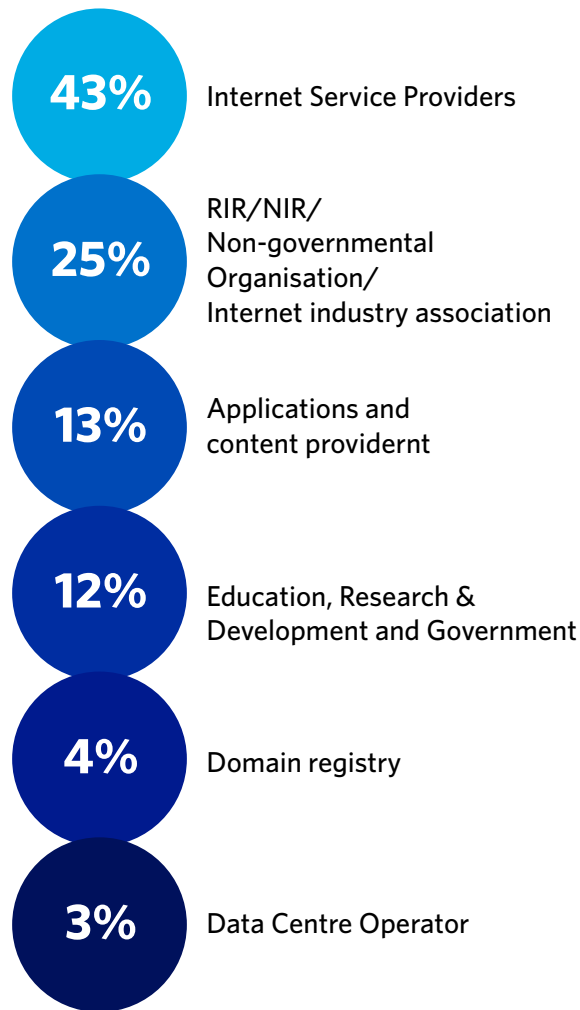 43%
Internet Service Providers
25%
RIR/NIR/
Non-governmental
Organisation/
Internet industry association
13%
Applications and
content providernt
12%
Education, Research &
Development and Government
4%
Domain registry
3%
Data Centre Operator